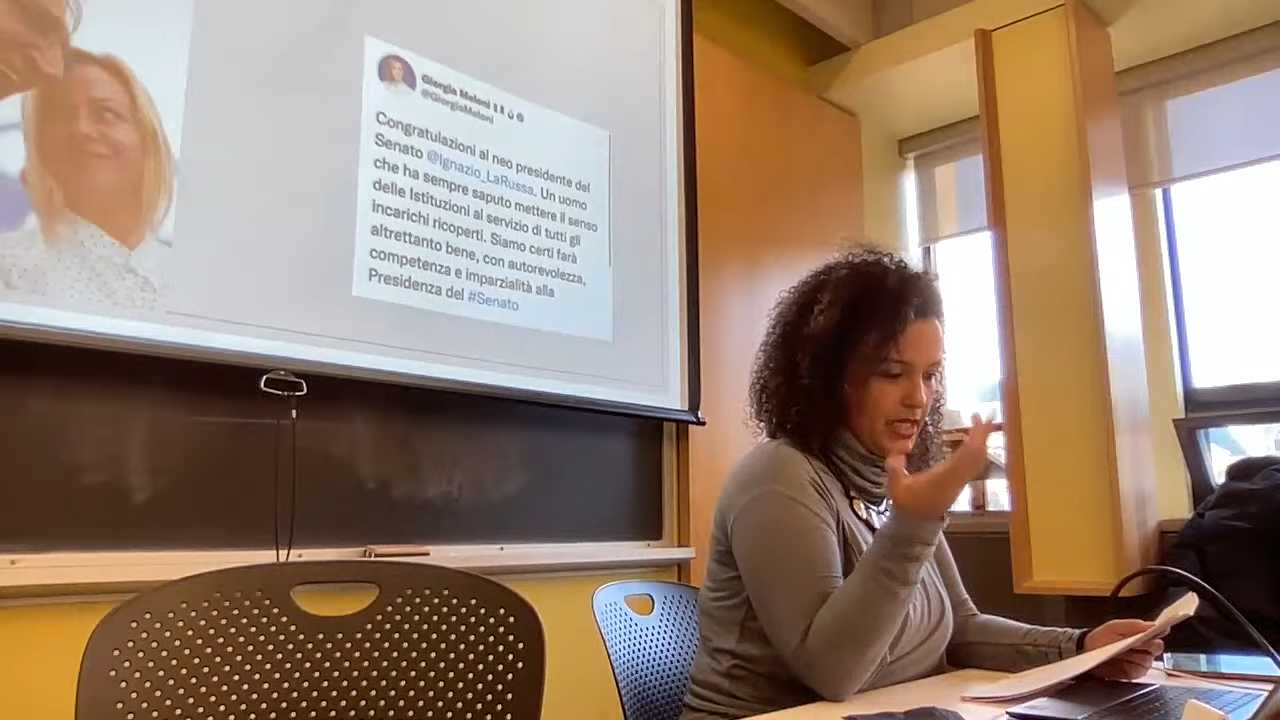 Giorgia Meloni
@GiorgiaMeloni
Congratulazioni al neo presidente del
Senato @Ignazio_LaRussa. Un uomo
che ha sempre saputo mettere il senso
delle Istituzioni al servizio di tutti gli
incarichi ricoperti. Siamo certi farà
altrettanto bene, con autorevolezza,
competenza e imparzialità alla
Presidenza del #Senato